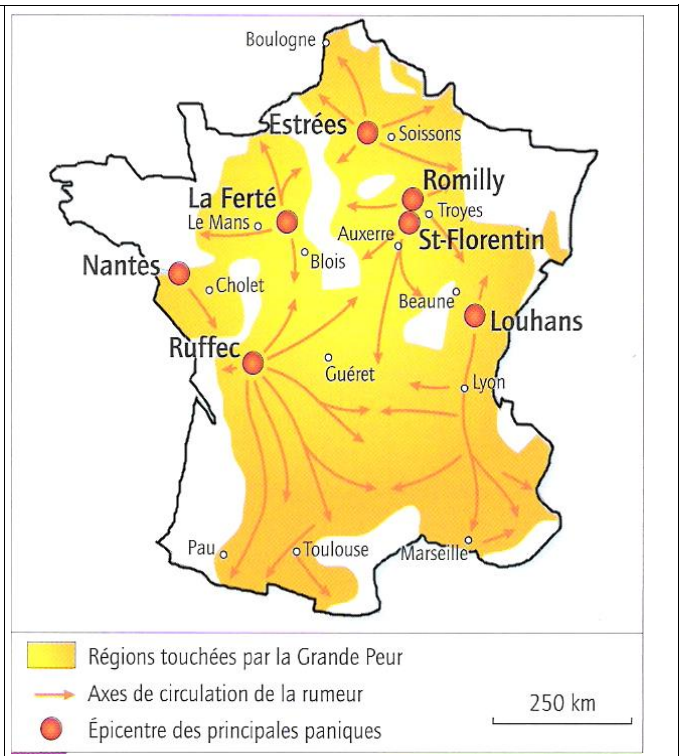 Boulogne
Estrées
Soissons
Romilly
La Ferté
Troyes
Le Mans
Auxerre
St-Florentin
Blois
Nantes
Cholet
Beaune
Louhans
Ruffec
Guéret
Lyon
Pau
Toulouse
Marseille
Régions touchées par la Grande Peur
Axes de circulation de la rumeur
250 km
Épicentre des principales paniques